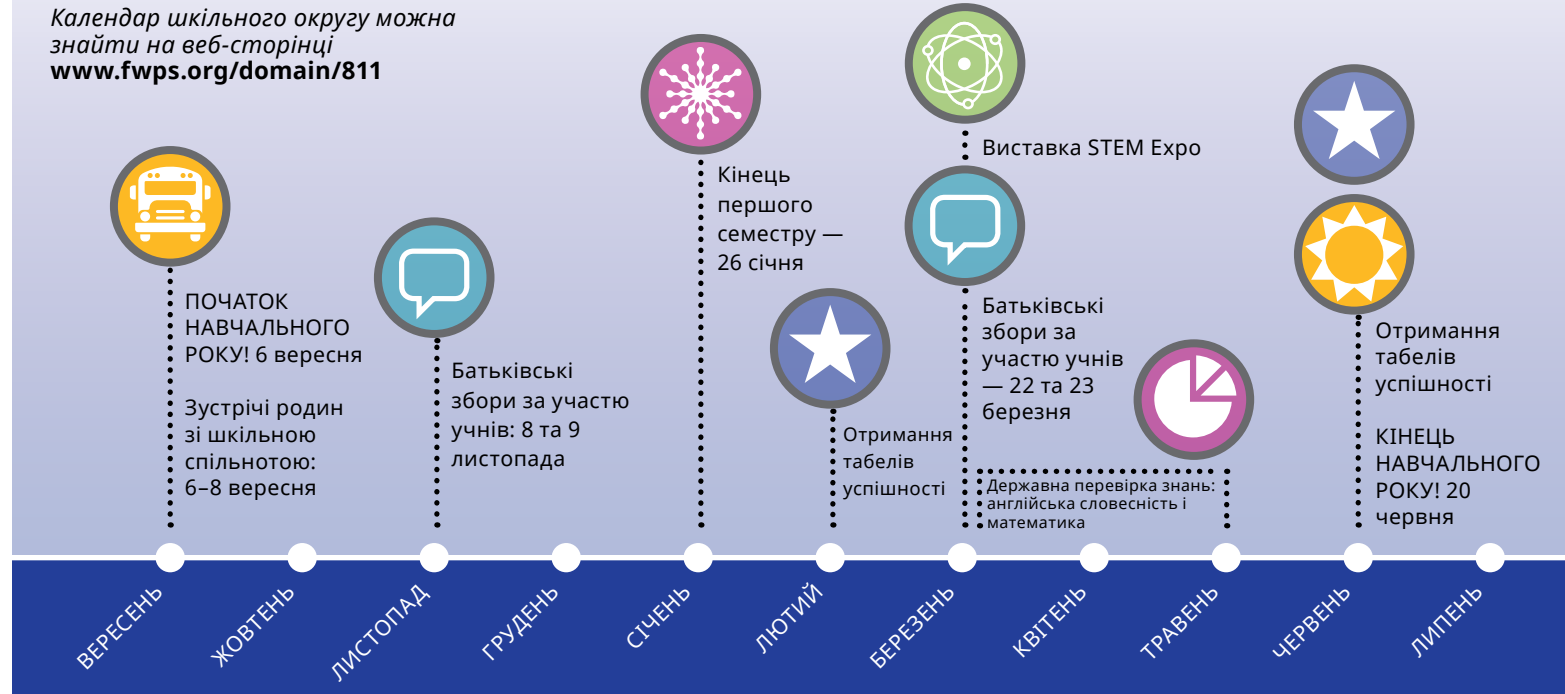 Календар шкільного округу можна
знайти на веб-сторінці
www.fwps.org/domain/811
ПОЧАТОК
НАВЧАЛЬНОГО
РОКУ! 6 вересня
Зустрічі родин
зі шкільною
спільнотою:
6–8 вересня
Батьківські
збори за участю
учнів: 8 та 9
листопада
Кінець
першого
семестру —
26 січня
Отримання
табелів
успішності
Виставка STEM Expo
Батьківські
збори за
участю учнів
— 22 та 23
березня
Державна перевірка знань:
англійська словесність і
математика
Отримання
табелів
успішності
КІНЕЦЬ
НАВЧАЛЬНОГО
РОКУ! 20
червня
ВЕРЕСЕНЬ
ЖОВТЕНЬ
ЛИСТОПАД
ГРУДЕНЬ
СІЧЕНЬ
ЛЮТИЙ
БЕРЕЗЕНЬ
КВІТЕНЬ
ТРАВЕНЬ
ЧЕРВЕНЬ
ЛИПЕНЬ